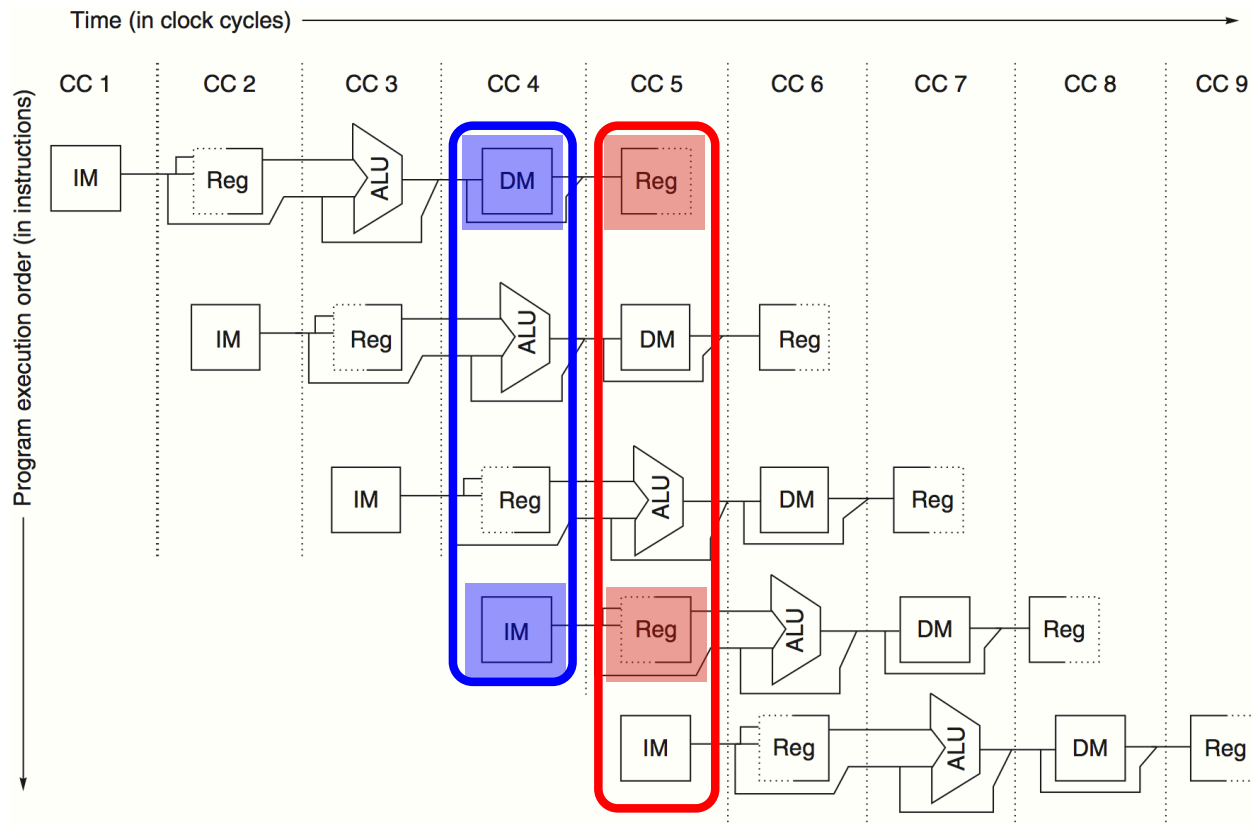 Time (in clock cycles)
CC 1 CC 2 CC 3 CC 4 CC 5 CC 6 CC 7 CC 8 CC 9
Program execution order (in instructions)
IM Reg ALU DM Reg
IM Reg ALU DM Reg
IM Reg ALU DM Reg
IM Reg ALU DM Reg
IM Reg ALU DM Reg